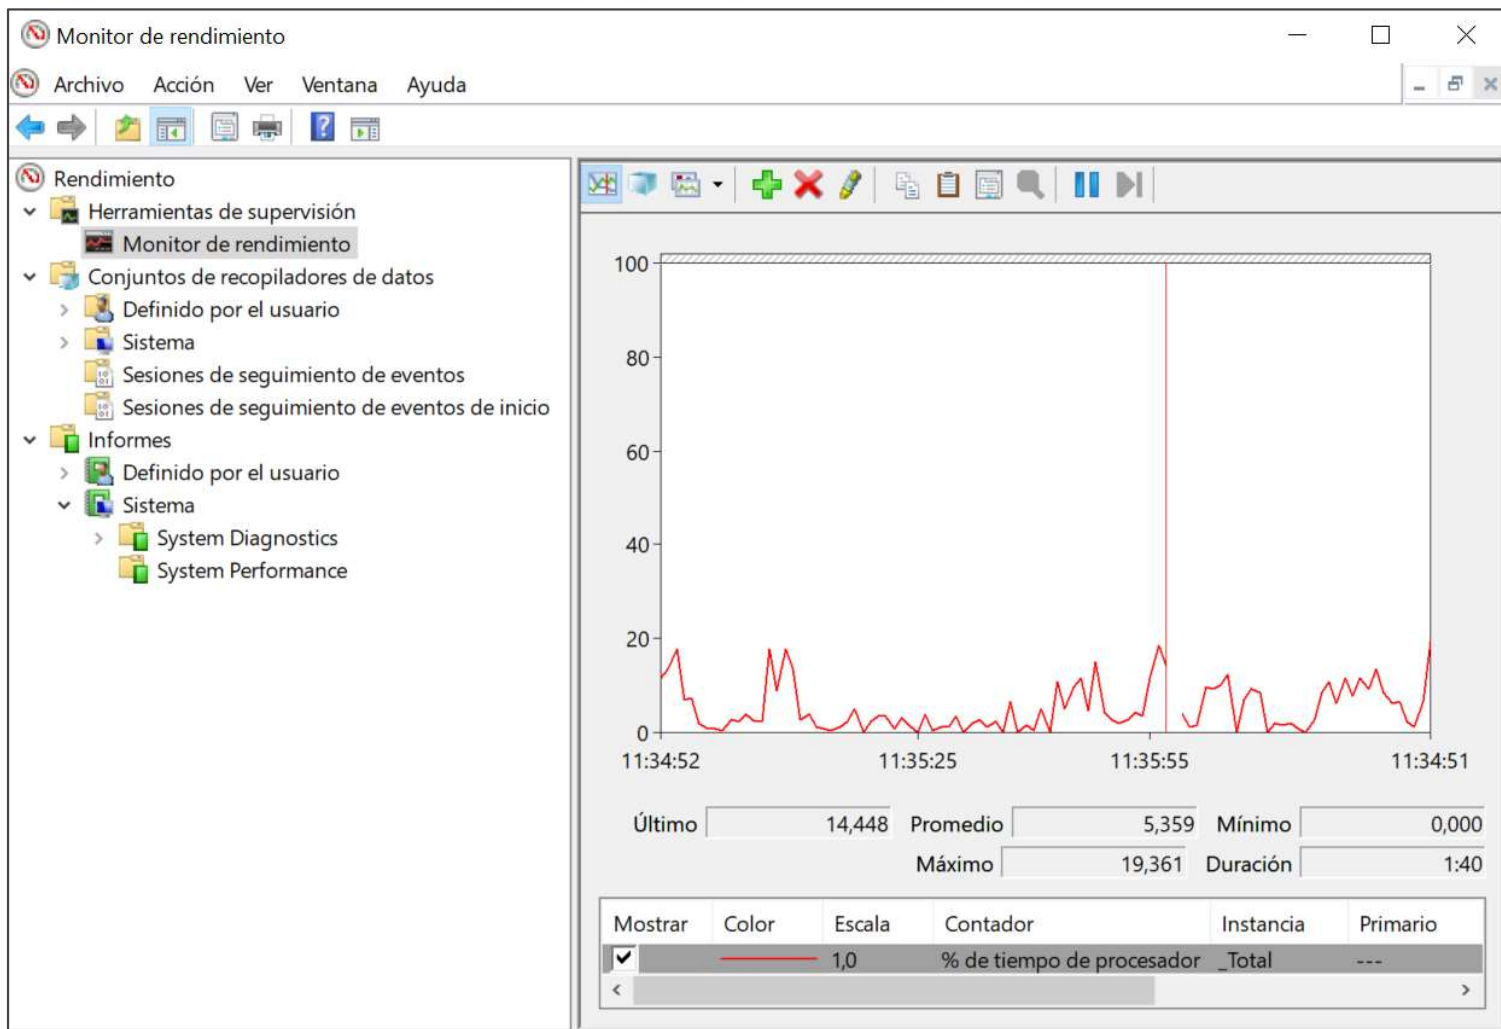 Monitor de rendimiento
Archivo Acción Ver Ventana Ayuda
Rendimiento
Herramientas de supervisión
Monitor de rendimiento
Conjuntos de recopiladores de datos
Definido por el usuario
Sistema
Sesiones de seguimiento de eventos
Sesiones de seguimiento de eventos de inicio
Informes
Definido por el usuario
Sistema
System Diagnostics
System Performance
100
80
60
40
20
0
11:34:52 11:35:25 11:35:55 11:34:51
Último 14,448 Promedio 5,359 Mínimo 0,000
Máximo 19,361 Duración 1:40
Mostrar Color Escala Contador Instancia Primario
1,0 % de tiempo de procesador _Total ---